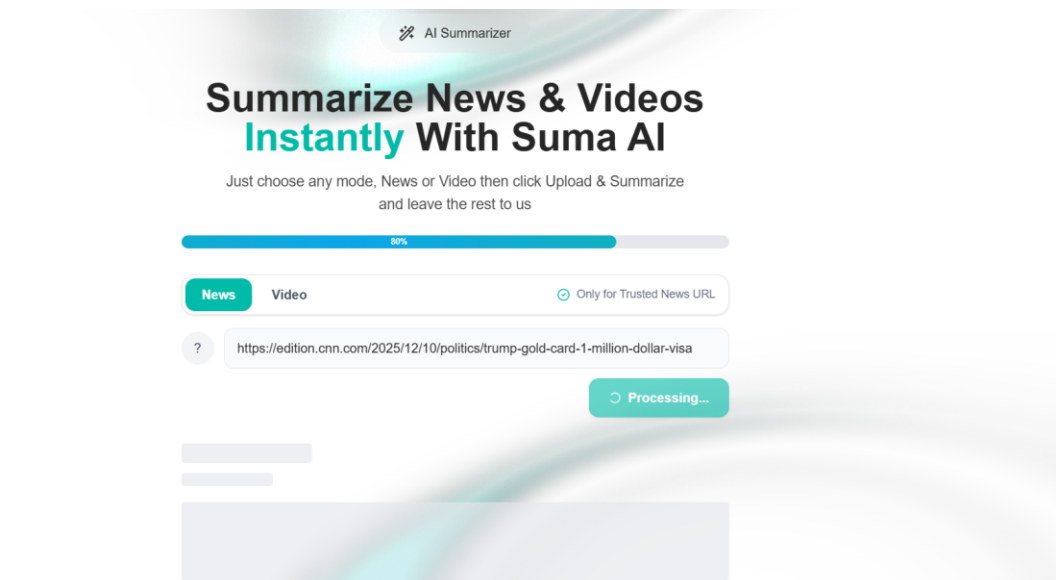 AI Summarizer
Summarize News & Videos
Instantly With Suma AI
Just choose any mode, News or Video then click Upload & Summarize
and leave the rest to us
80%
News Video Only for Trusted News URL
? https://edition.cnn.com/2025/12/10/politics/trump-gold-card-1-million-dollar-visa
Processing...